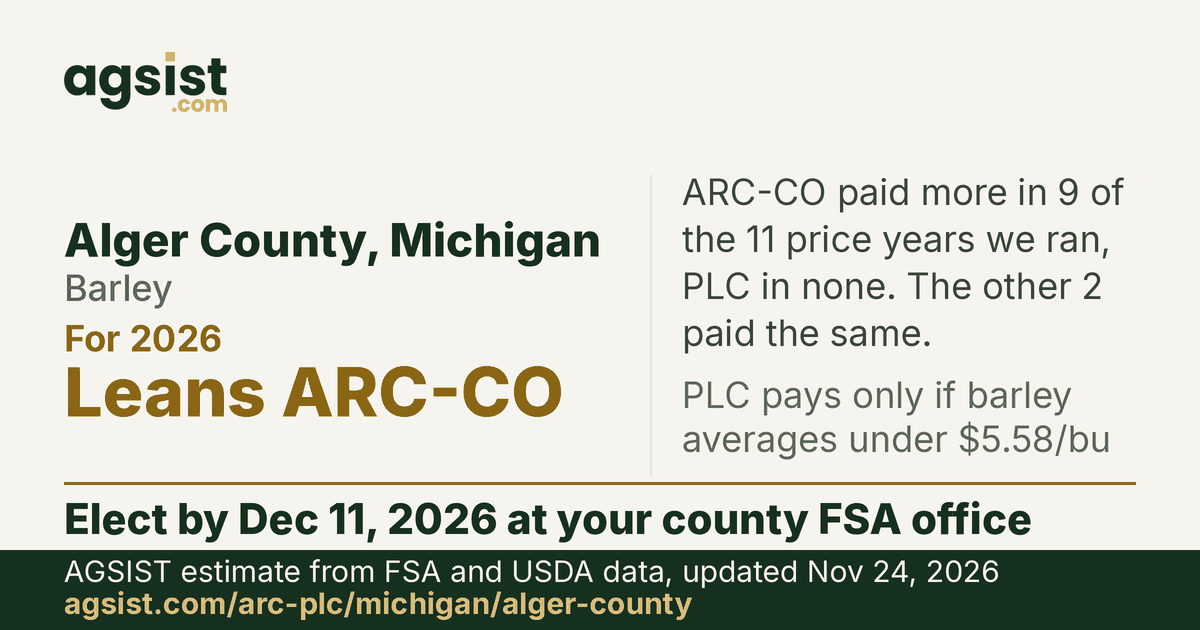 agsist
.com
Alger County, Michigan
Barley
For 2026
Leans ARC-CO
ARC-CO paid more in 9 of
the 11 price years we ran,
PLC in none. The other 2
paid the same.
PLC pays only if barley
averages under $5.58/bu
Elect by Dec 11, 2026 at your county FSA office
AGSIST estimate from FSA and USDA data, updated Nov 24, 2026
agsist.com/arc-plc/michigan/alger-county